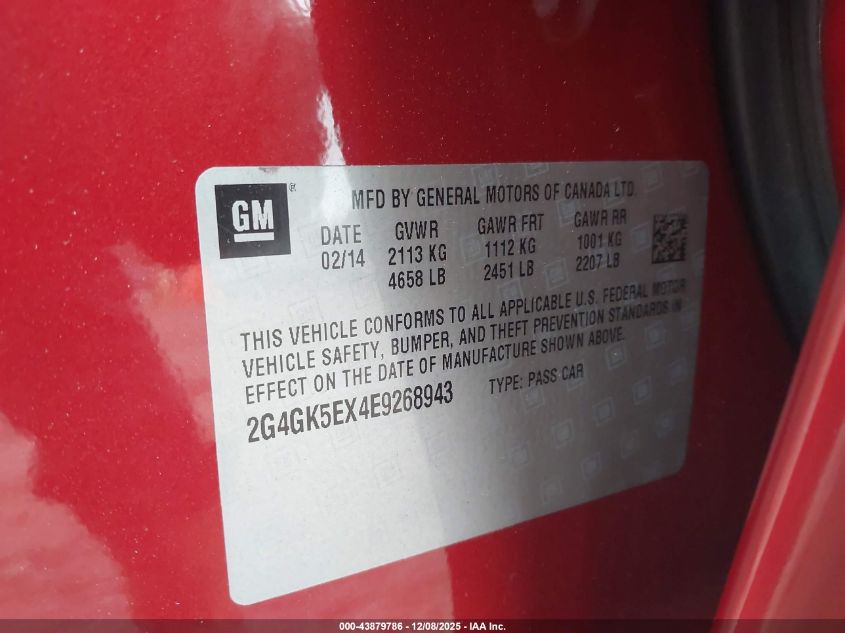 GM®
MFD BY GENERAL MOTORS OF CANADA LTD.
DATE GVWR GAWR FRT GAWR RR
02/14 2113 KG 1112 KG 1001 KG
4658 LB 2451 LB 2207 LB
THIS VEHICLE CONFORMS TO ALL APPLICABLE U.S. FEDERAL MOTOR
VEHICLE SAFETY, BUMPER, AND THEFT PREVENTION STANDARDS IN
EFFECT ON THE DATE OF MANUFACTURE SHOWN ABOVE.
2G4GK5EX4E9268943 TYPE: PASS CAR
000-43879786 - 12/08/2025 - IAA Inc.